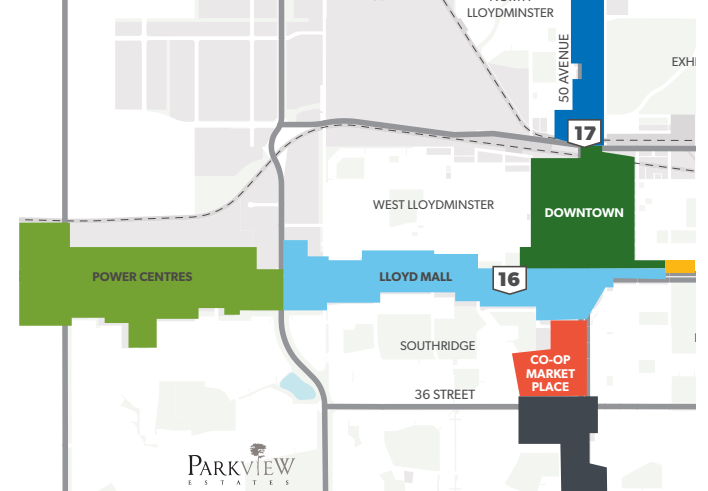 LLOYDMINSTER
50 AVENUE
17
WEST LLOYDMINSTER
DOWNTOWN
POWER CENTRES
LLOYD MALL
16
SOUTHRIDGE
CO-OP
MARKET
PLACE
36 STREET
PARKVIEW
ESTATES